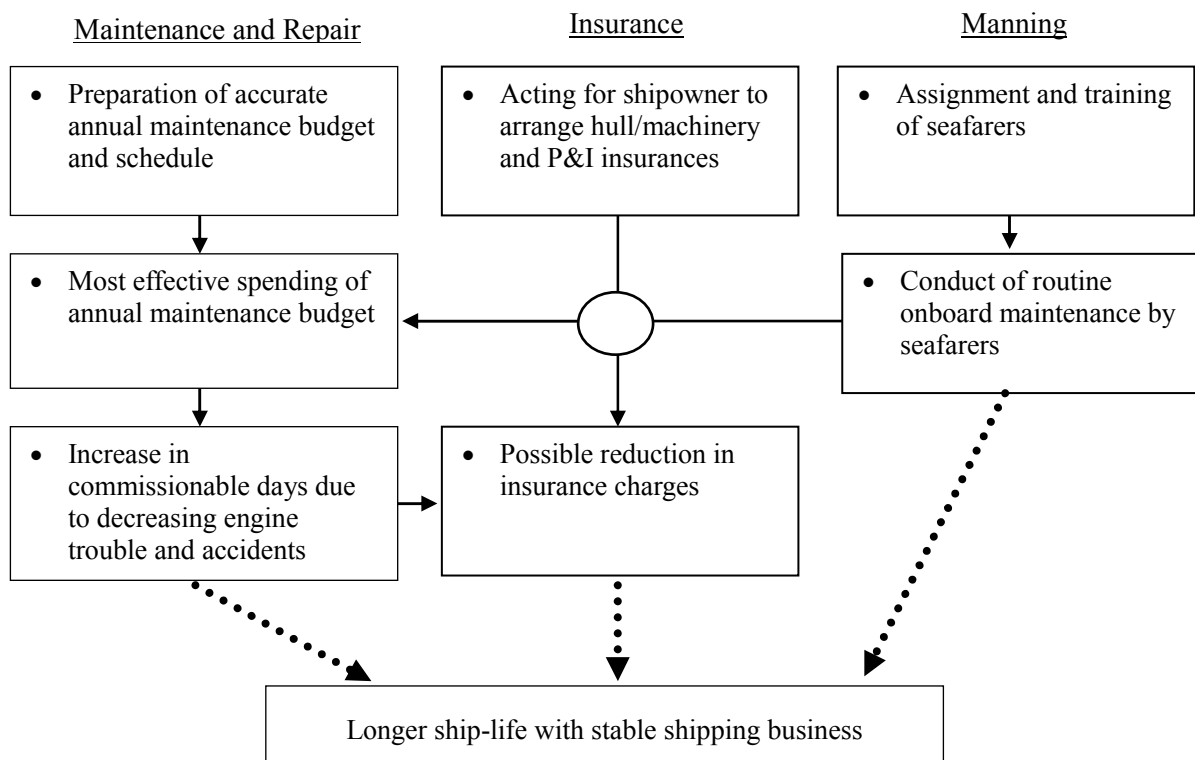 Maintenance and Repair
Insurance
Manning
• Preparation of accurate
annual maintenance budget
and schedule
• Acting for shipowner to
arrange hull/machinery
and P&I insurances
• Assignment and training
of seafarers
• Most effective spending of
annual maintenance budget
• Conduct of routine
onboard maintenance by
seafarers
• Increase in
commissionable days due
to decreasing engine
trouble and accidents
• Possible reduction in
insurance charges
Longer ship-life with stable shipping business